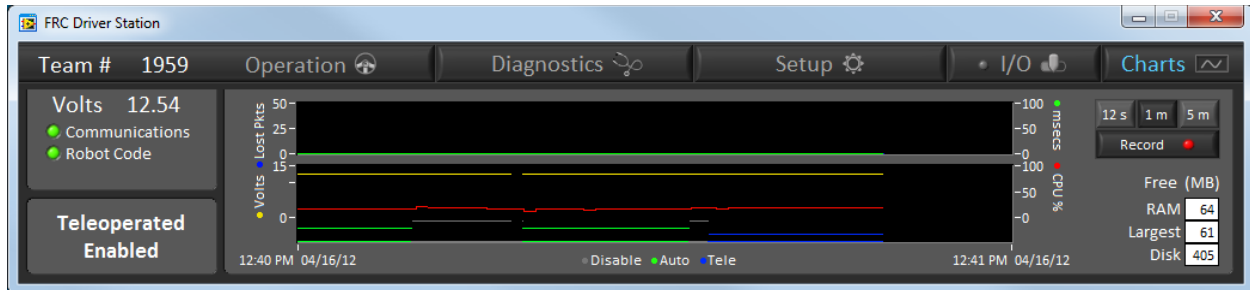 FRC Driver Station
Team # 1959
Operation
Diagnostics
Setup
I/O
Charts
Volts 12.54
Communications
Robot Code
Teleoperated
Enabled
Lost Pkts
50
25
0
100
50
0
msecs
Volts
15
0
100
50
0
CPU %
12:40 PM 04/16/12
Disable Auto Tele
12:41 PM 04/16/12
12 s 1 m 5 m
Record
Free (MB)
RAM 64
Largest 61
Disk 405